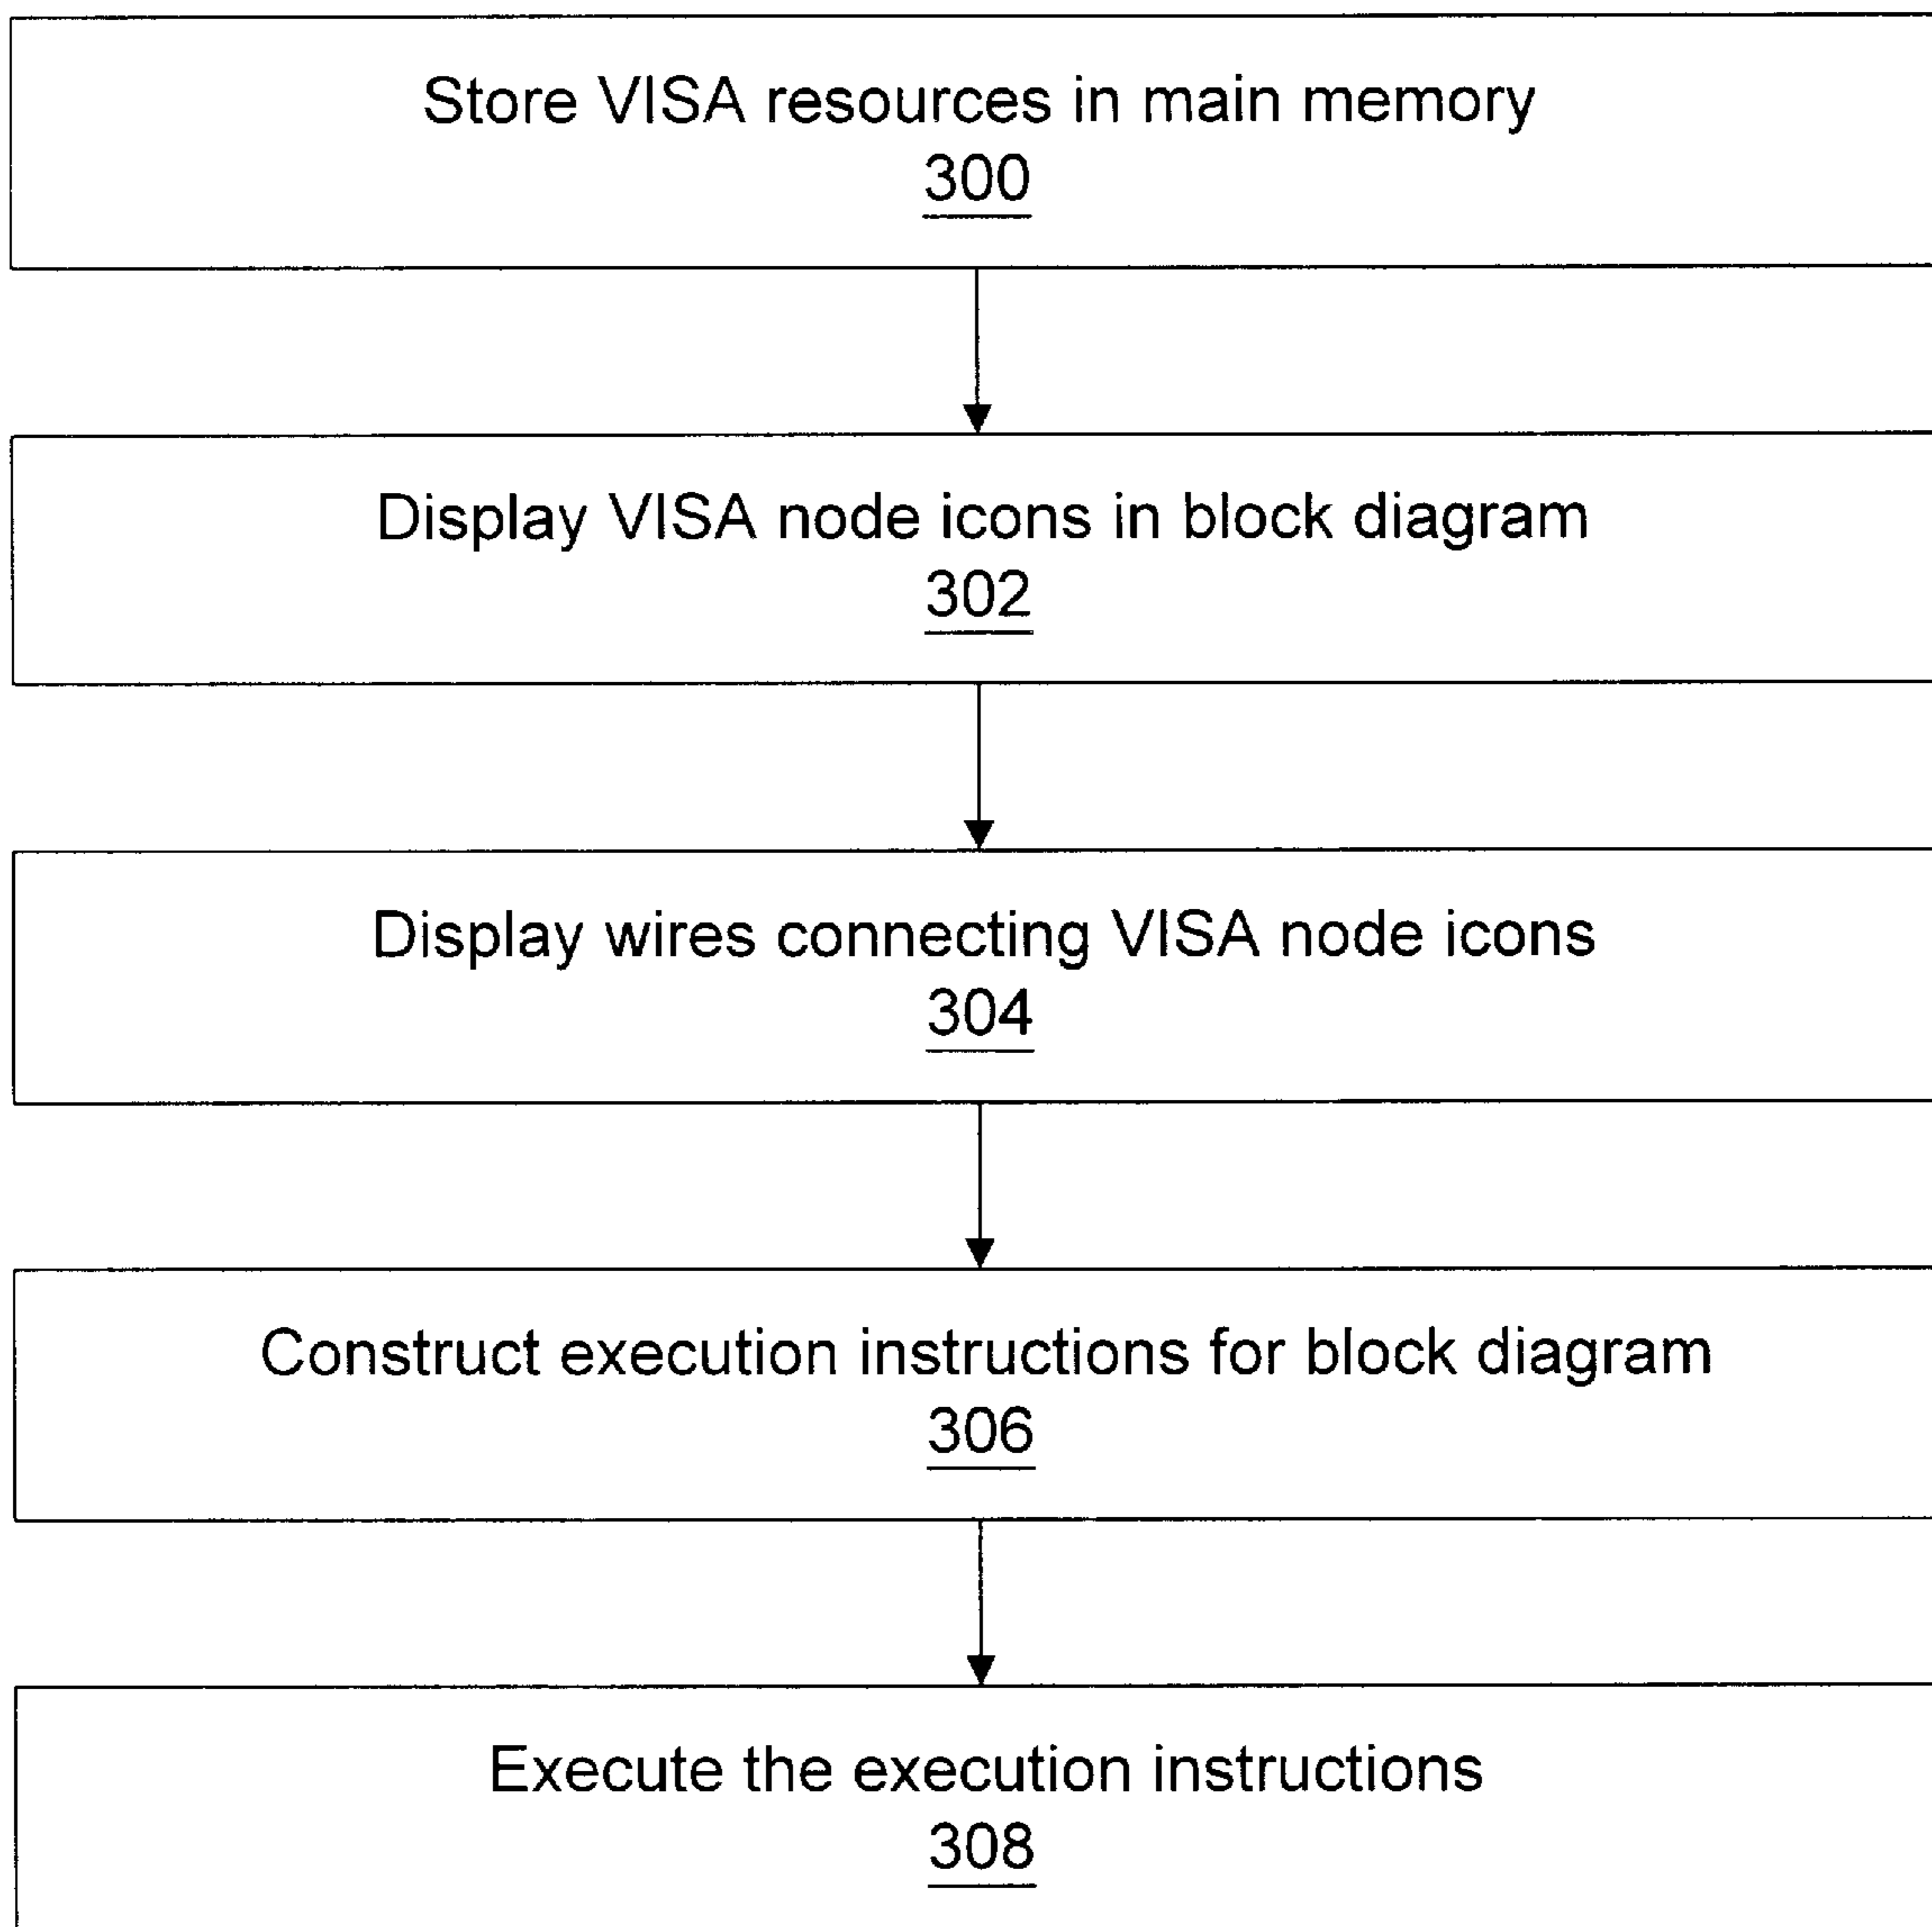 Store VISA resources in main memory
300
Display VISA node icons in block diagram
302
Display wires connecting VISA node icons
304
Construct execution instructions for block diagram
306
Execute the execution instructions
308